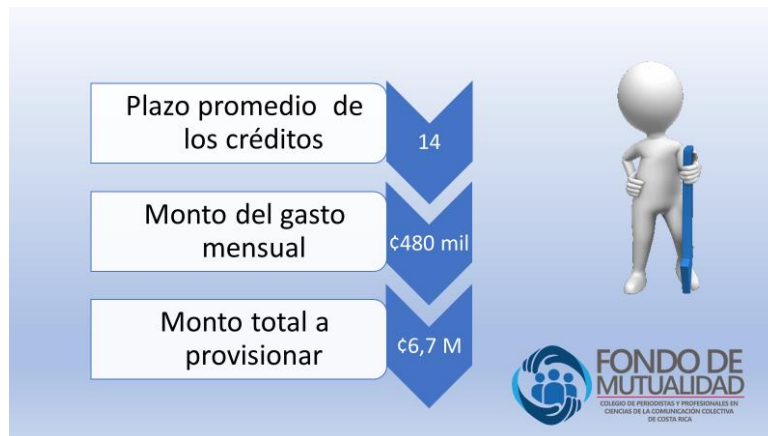 Plazo promedio de
los créditos
14
Monto del gasto
mensual
¢480 mil
Monto total a
provisionar
¢6,7 M
FONDO DE
MUTUALIDAD
COLEGIO DE PERIODISTAS Y PROFESIONALES EN
CIENCIAS DE LA COMUNICACIÓN COLECTIVA
DE COSTA RICA